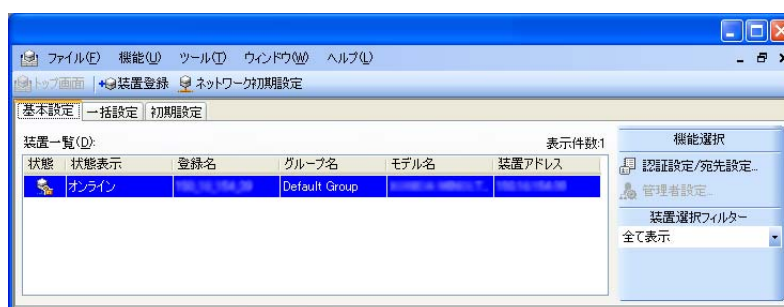 ファイル(F) 機能(U) ツール(T) ウィンドウ(W) ヘルプ(L)
トップ画面 装置登録 ネットワーク初期設定
基本設定 一括設定 初期設定
装置一覧(D): 表示件数:1
状態 状態表示 登録名 グループ名 モデル名 装置アドレス
オンライン Default Group
機能選択
認証設定/宛先設定...
管理者設定...
装置選択フィルター
全て表示